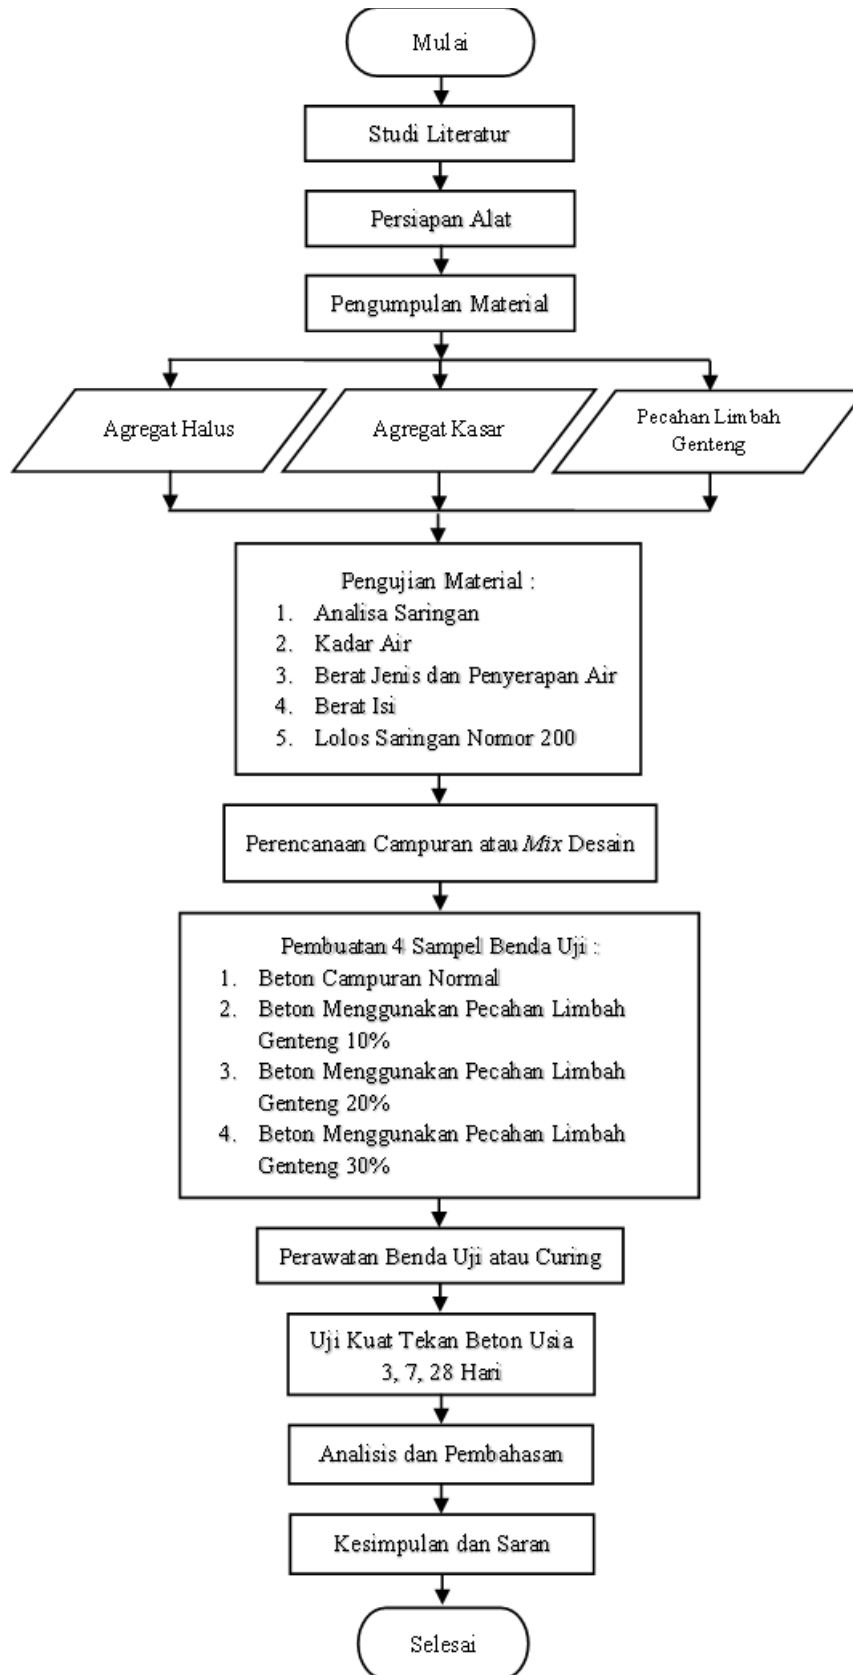 Mulai
Studi Literatur
Persiapan Alat
Pengumpulan Material
Agregat Halus
Agregat Kasar
Pecahan Limbah
Genteng
Pengujian Material :
1. Analisa Saringan
2. Kadar Air
3. Berat Jenis dan Penyerapan Air
4. Berat Isi
5. Lolos Saringan Nomor 200
Perencanaan Campuran atau Mix Desain
Pembuatan 4 Sampel Benda Uji :
1. Beton Campuran Normal
2. Beton Menggunakan Pecahan Limbah
Genteng 10%
3. Beton Menggunakan Pecahan Limbah
Genteng 20%
4. Beton Menggunakan Pecahan Limbah
Genteng 30%
Perawatan Benda Uji atau Curing
Uji Kuat Tekan Beton Usia
3, 7, 28 Hari
Analisis dan Pembahasan
Kesimpulan dan Saran
Selesai